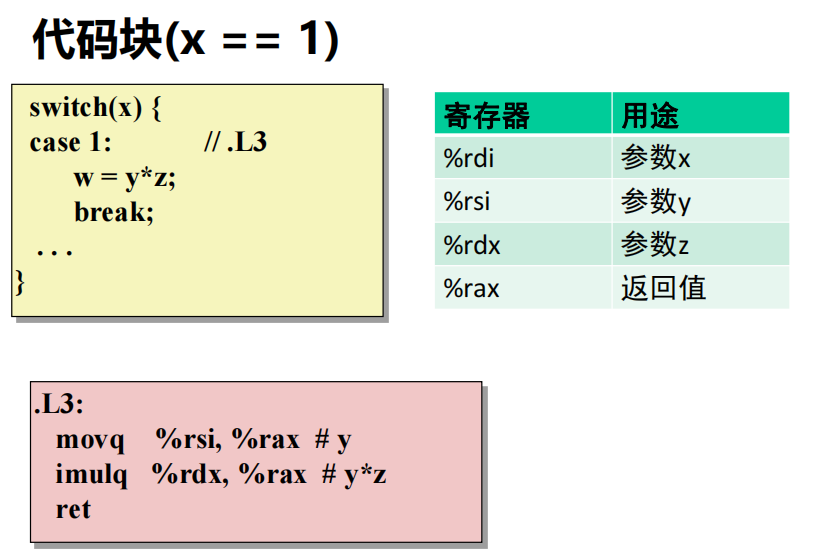 代码块(x == 1)
switch(x) {
case 1: // .L3
w = y*z;
break;
. . .
}
寄存器 用途
%rdi 参数x
%rsi 参数y
%rdx 参数z
%rax 返回值
.L3:
movq %rsi, %rax # y
imulq %rdx, %rax # y*z
ret